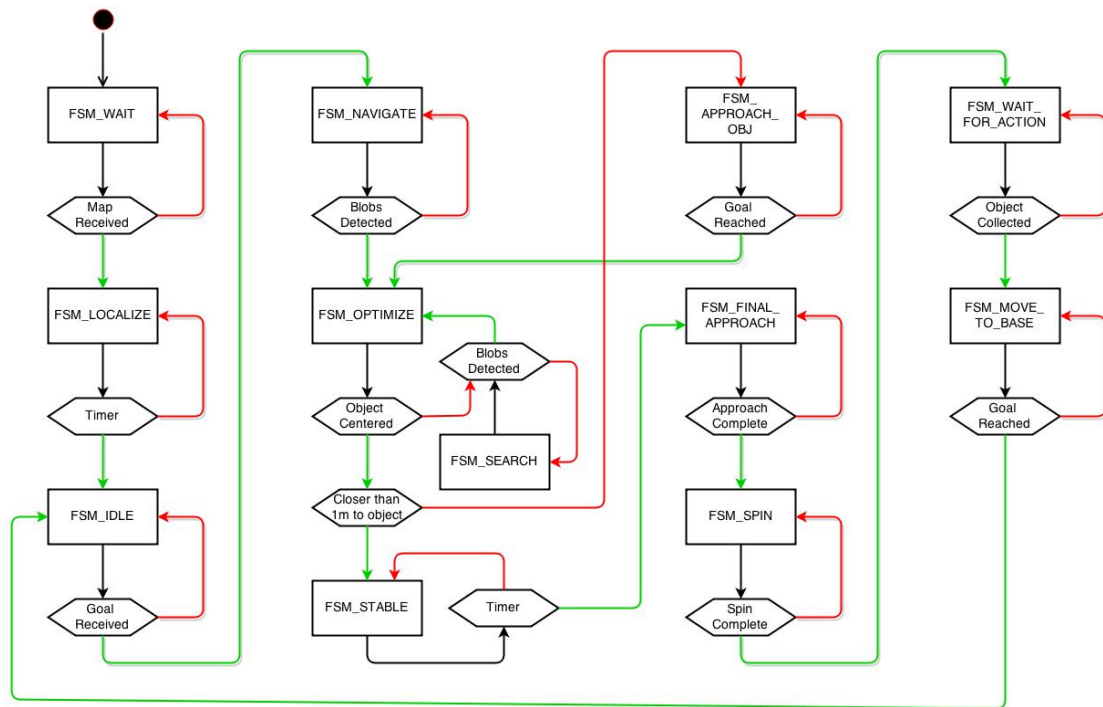 FSM_WAIT
Map
Received
FSM_LOCALIZE
Timer
FSM_IDLE
Goal
Received
FSM_NAVIGATE
Blobs
Detected
FSM_OPTIMIZE
Blobs
Detected
Object
Centered
FSM_SEARCH
Closer than
1m to object
FSM_STABLE
Timer
FSM_
APPROACH_
OBJ
Goal
Reached
FSM_FINAL_
APPROACH
Approach
Complete
FSM_SPIN
Spin
Complete
FSM_WAIT_
FOR_ACTION
Object
Collected
FSM_MOVE_
TO_BASE
Goal
Reached